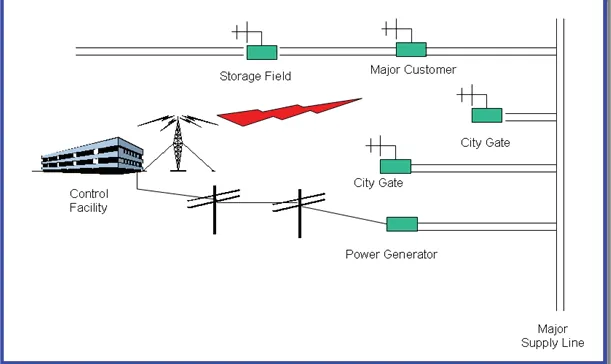 Storage Field
Major Customer
City Gate
City Gate
Control
Facility
Power Generator
Major
Supply Line